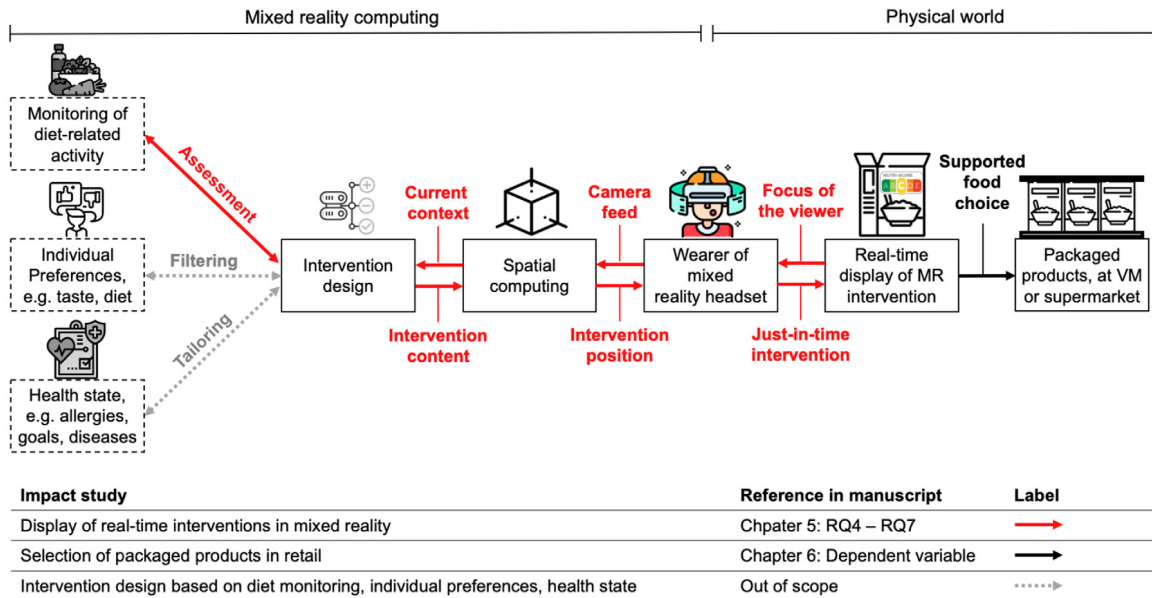 Mixed reality computing
Physical world
Monitoring of
diet-related
activity
Assessment
Individual
Preferences,
e.g. taste, diet
Filtering
Tailoring
Health state,
e.g. allergies,
goals, diseases
Intervention
design
Current
context
Intervention
content
Spatial
computing
Camera
feed
Intervention
position
Wearer of
mixed
reality headset
Focus of
the viewer
Just-in-time
intervention
NUTRI-SCORE
A B C D E
Real-time
display of MR
intervention
Supported
food
choice
Packaged
products, at VM
or supermarket
Impact study Reference in manuscript Label
Display of real-time interventions in mixed reality Chpater 5: RQ4 – RQ7
Selection of packaged products in retail Chapter 6: Dependent variable
Intervention design based on diet monitoring, individual preferences, health state Out of scope